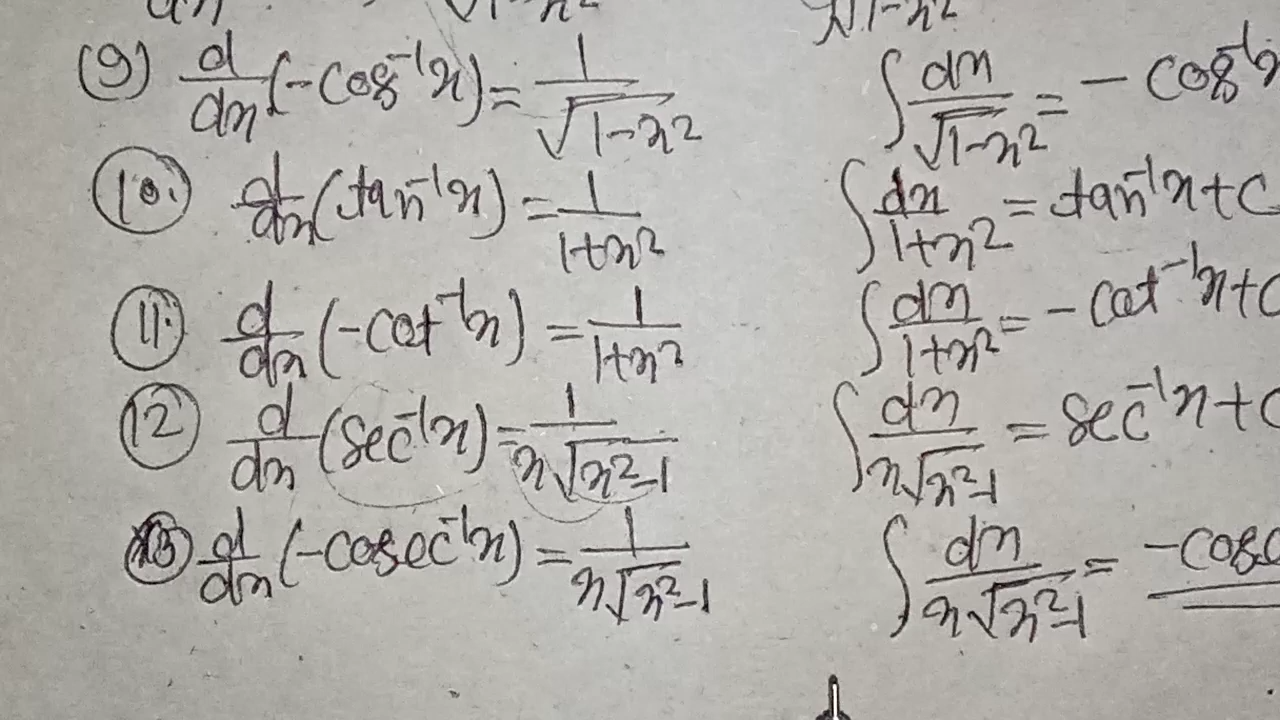 (9) d/dx (-cos⁻¹x) = 1/√1-x² ∫ dx/√1-x² = - cos⁻¹x
(10.) d/dx (tan⁻¹x) = 1/1+x² ∫ dx/1+x² = tan⁻¹x + C
(11.) d/dx (-cot⁻¹x) = 1/1+x² ∫ dx/1+x² = - cot⁻¹x + C
(12) d/dx (sec⁻¹x) = 1/x√x²-1 ∫ dx/x√x²-1 = sec⁻¹x + C
(13) d/dx (-cosec⁻¹x) = 1/x√x²-1 ∫ dx/x√x²-1 = -cosec